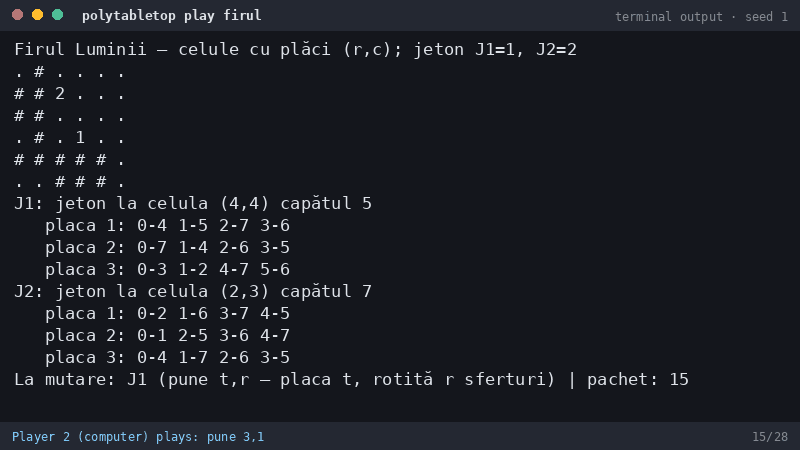 polytabletop play firul
terminal output · seed 1
Firul Luminii — celule cu plăci (r,c); jeton J1=1, J2=2
. # . . . .
# # 2 . . .
# # . . . .
. # . 1 . .
# # # # # .
. . # # # .
J1: jeton la celula (4,4) capătul 5
placa 1: 0-4 1-5 2-7 3-6
placa 2: 0-7 1-4 2-6 3-5
placa 3: 0-3 1-2 4-7 5-6
J2: jeton la celula (2,3) capătul 7
placa 1: 0-2 1-6 3-7 4-5
placa 2: 0-1 2-5 3-6 4-7
placa 3: 0-4 1-7 2-6 3-5
La mutare: J1 (pune t,r — placa t, rotită r sferturi) | pachet: 15
Player 2 (computer) plays: pune 3,1
15/28